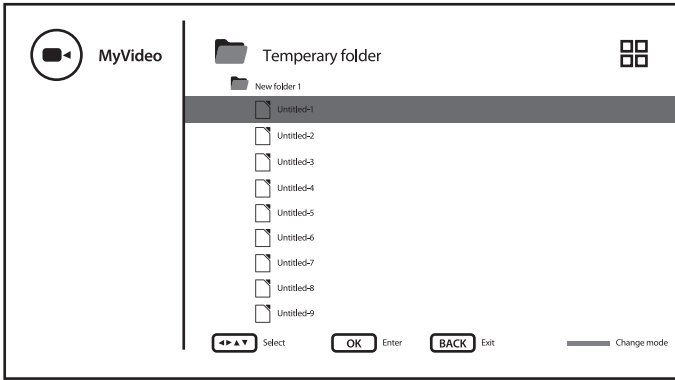 MyVideo
Temperary folder
New folder 1
Untitled-1
Untitled-2
Untitled-3
Untitled-4
Untitled-5
Untitled-6
Untitled-7
Untitled-8
Untitled-9
◄►▲▼ Select OK Enter BACK Exit Change mode